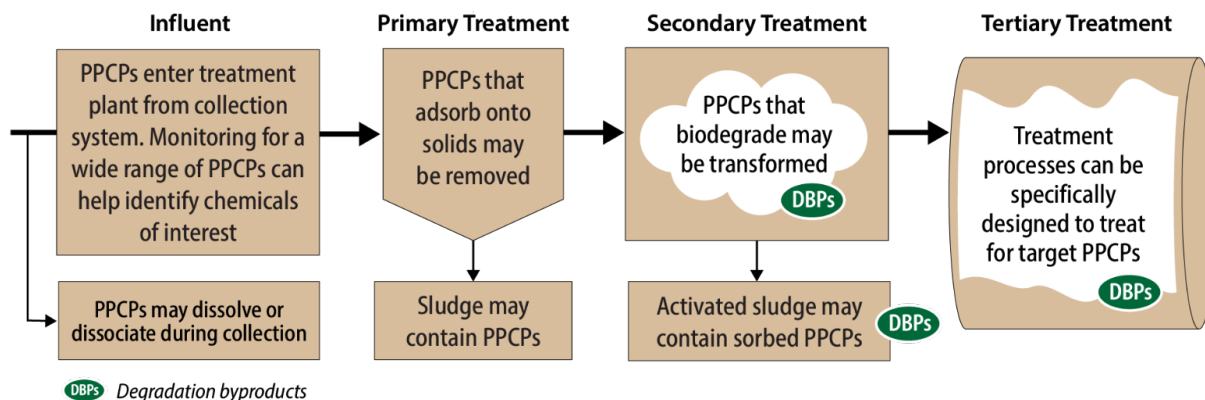 Influent
PPCPs enter treatment
plant from collection
system. Monitoring for a
wide range of PPCPs can
help identify chemicals
of interest
PPCPs may dissolve or
dissociate during collection
Primary Treatment
PPCPs that
adsorb onto
solids may
be removed
Sludge may
contain PPCPs
Secondary Treatment
PPCPs that
biodegrade may
be transformed
DBPs
Activated sludge may
contain sorbed PPCPs
DBPs
Tertiary Treatment
Treatment
processes can be
specifically
designed to treat
for target PPCPs
DBPs
DBPs Degradation byproducts